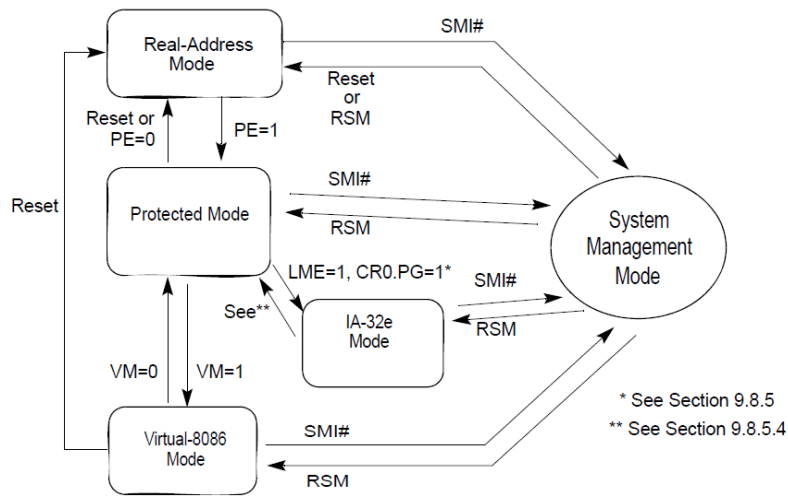 Real-Address
Mode
SMI#
Reset
or
RSM
Reset or
PE=0
PE=1
SMI#
Reset
Protected Mode
RSM
System
Management
Mode
LME=1, CR0.PG=1*
SMI#
See**
IA-32e
Mode
RSM
VM=0
VM=1
* See Section 9.8.5
** See Section 9.8.5.4
Virtual-8086
Mode
SMI#
RSM